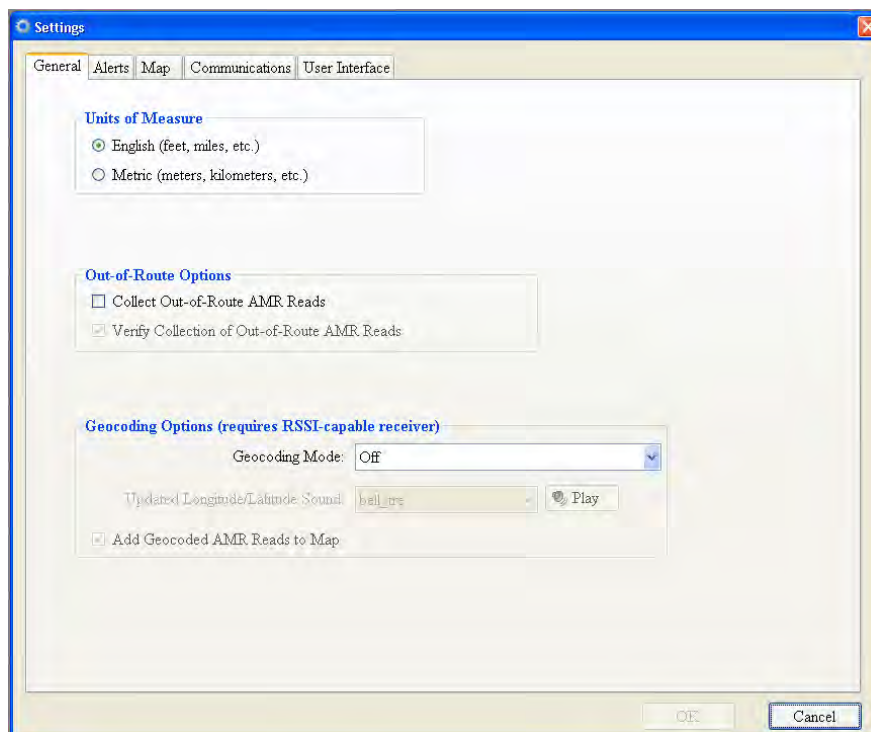 Settings
General Alerts Map Communications User Interface
Units of Measure
English (feet, miles, etc.)
Metric (meters, kilometers, etc.)
Out-of-Route Options
Collect Out-of-Route AMR Reads
Verify Collection of Out-of-Route AMR Reads
Geocoding Options (requires RSSI-capable receiver)
Geocoding Mode: Off
Updated Longitude/Latitude Sound: Play
Add Geocoded AMR Reads to Map
OK Cancel